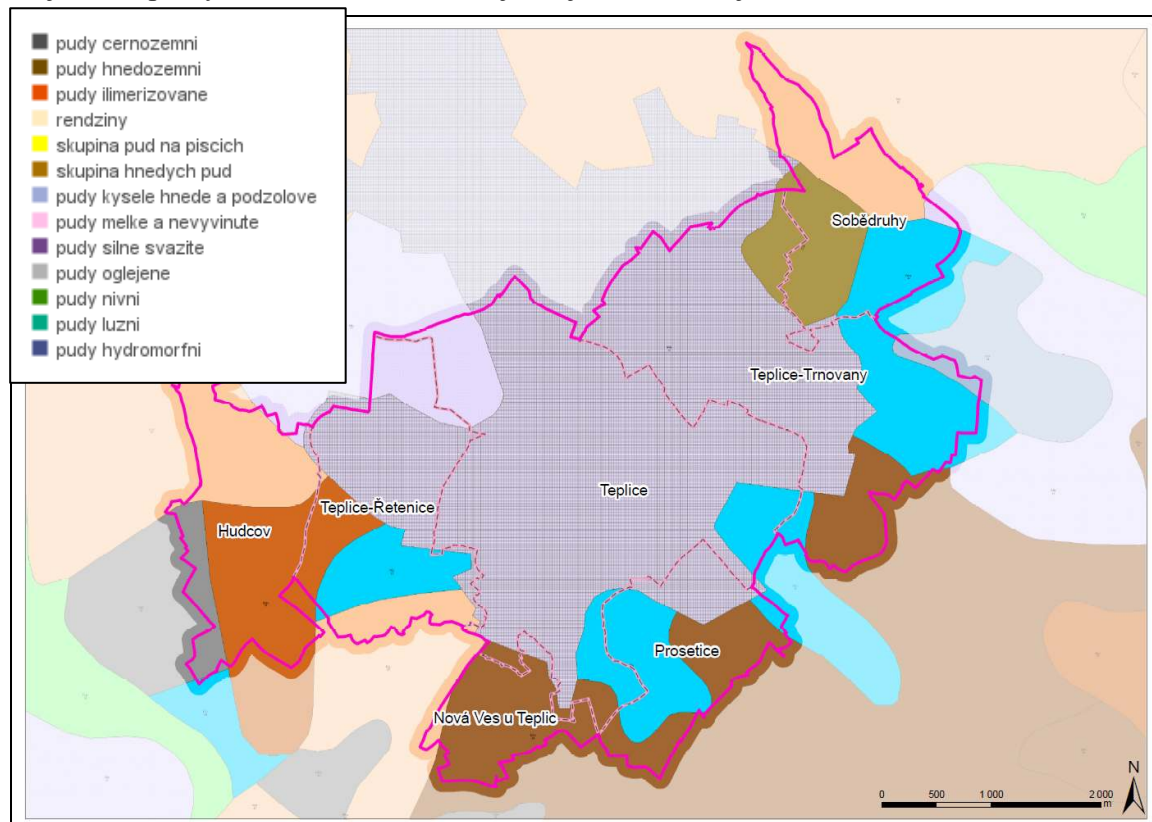 pudy cernozemni
pudy hnedozemni
pudy ilimerizovane
rendziny
skupina pud na piscich
skupina hnedych pud
pudy kysele hnede a podzolove
pudy melke a nevyvinute
pudy silne svazite
pudy oglejene
pudy nivni
pudy luzni
pudy hydromorfni
Sobědruhy
Teplice-Trnovany
Teplice
Teplice-Řetenice
Hudcov
Prosetice
Nová Ves u Teplic
N
0 500 1 000 2 000
m